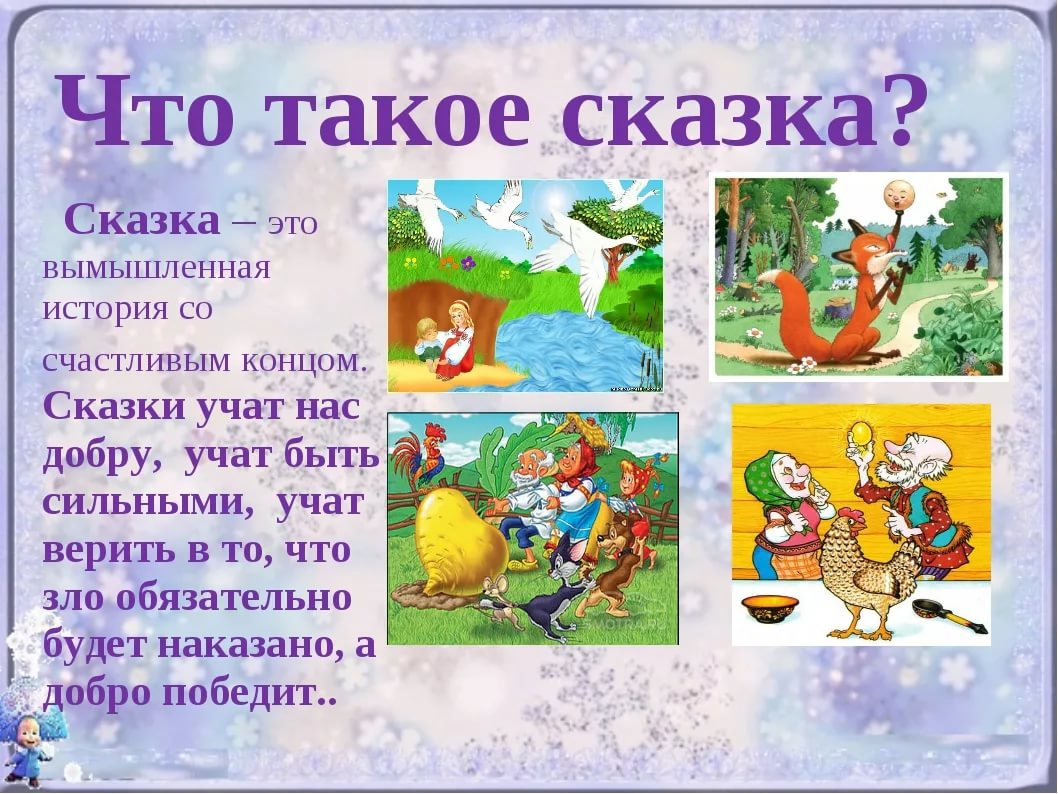 Что такое сказка?
Сказка – это
вымышленная
история со
счастливым концом.
Сказки учат нас
добру, учат быть
сильными, учат
верить в то, что
зло обязательно
будет наказано, а
добро победит..